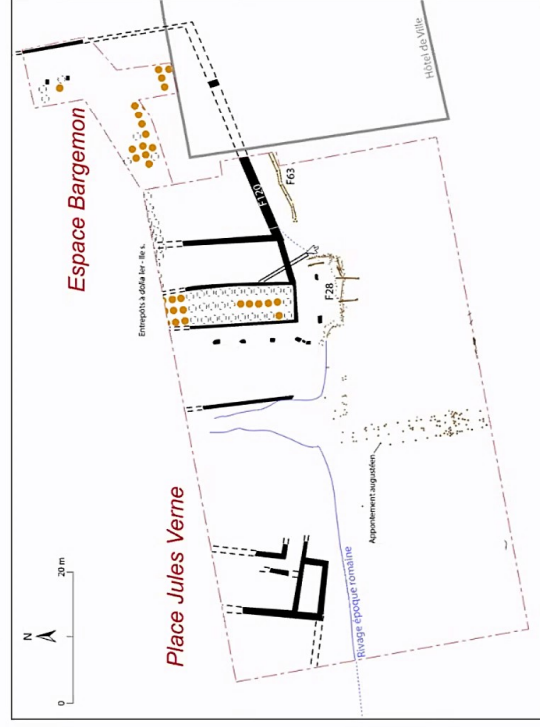 Hôtel de Ville
Espace Bargemon
F120
F63
Entrepôts à dolia Ier - IIe s.
F28
Place Jules Verne
Appontement augustéen
Rivage époque romaine
N
0
20 m